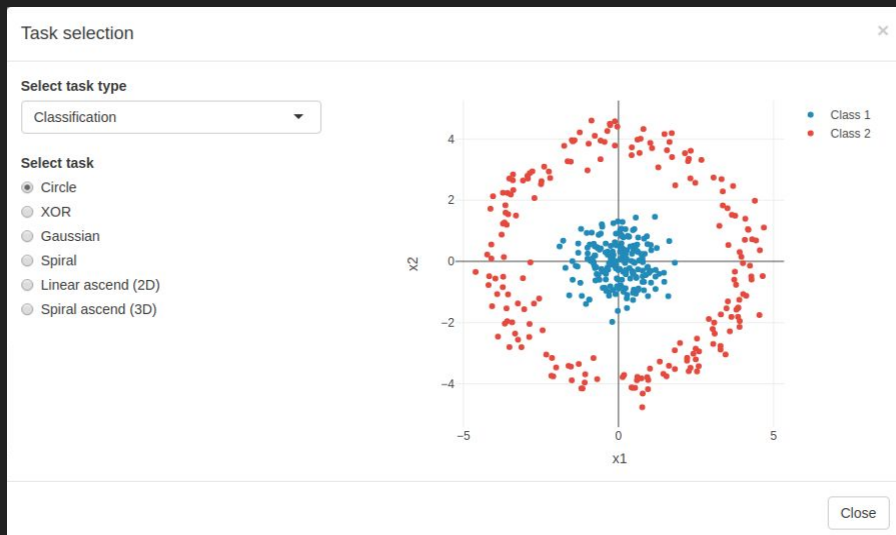 Task selection
×
Select task type
Classification
Select task
Circle
XOR
Gaussian
Spiral
Linear ascend (2D)
Spiral ascend (3D)
Class 1
Class 2
4
2
0
−2
−4
x2
−5
0
5
x1
Close